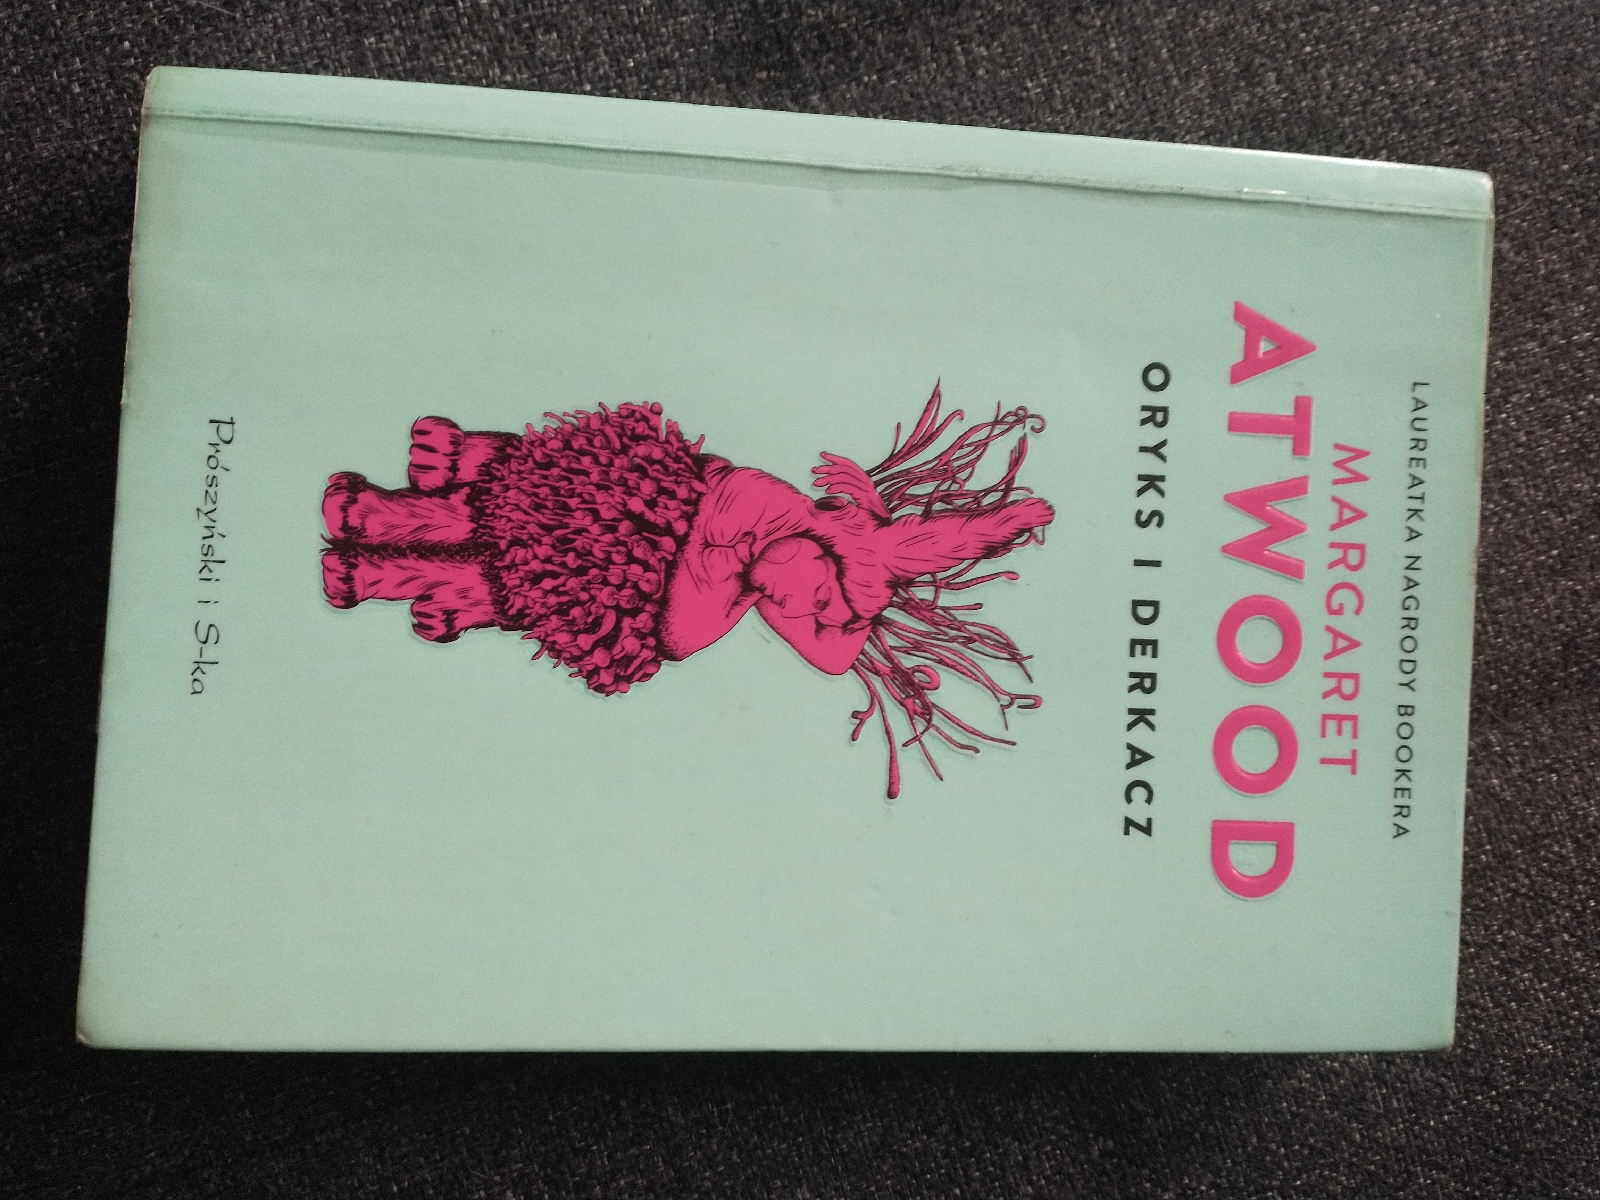 LAUREATKA NAGRODY BOOKERA
MARGARET
ATWOOD
ORYKS I DERKACZ
Prószyński i S-ka